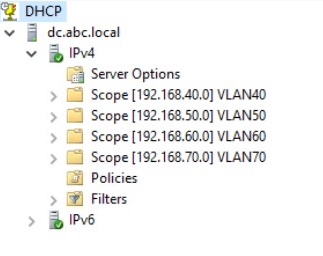 DHCP
dc.abc.local
IPv4
Server Options
Scope [192.168.40.0] VLAN40
Scope [192.168.50.0] VLAN50
Scope [192.168.60.0] VLAN60
Scope [192.168.70.0] VLAN70
Policies
Filters
IPv6